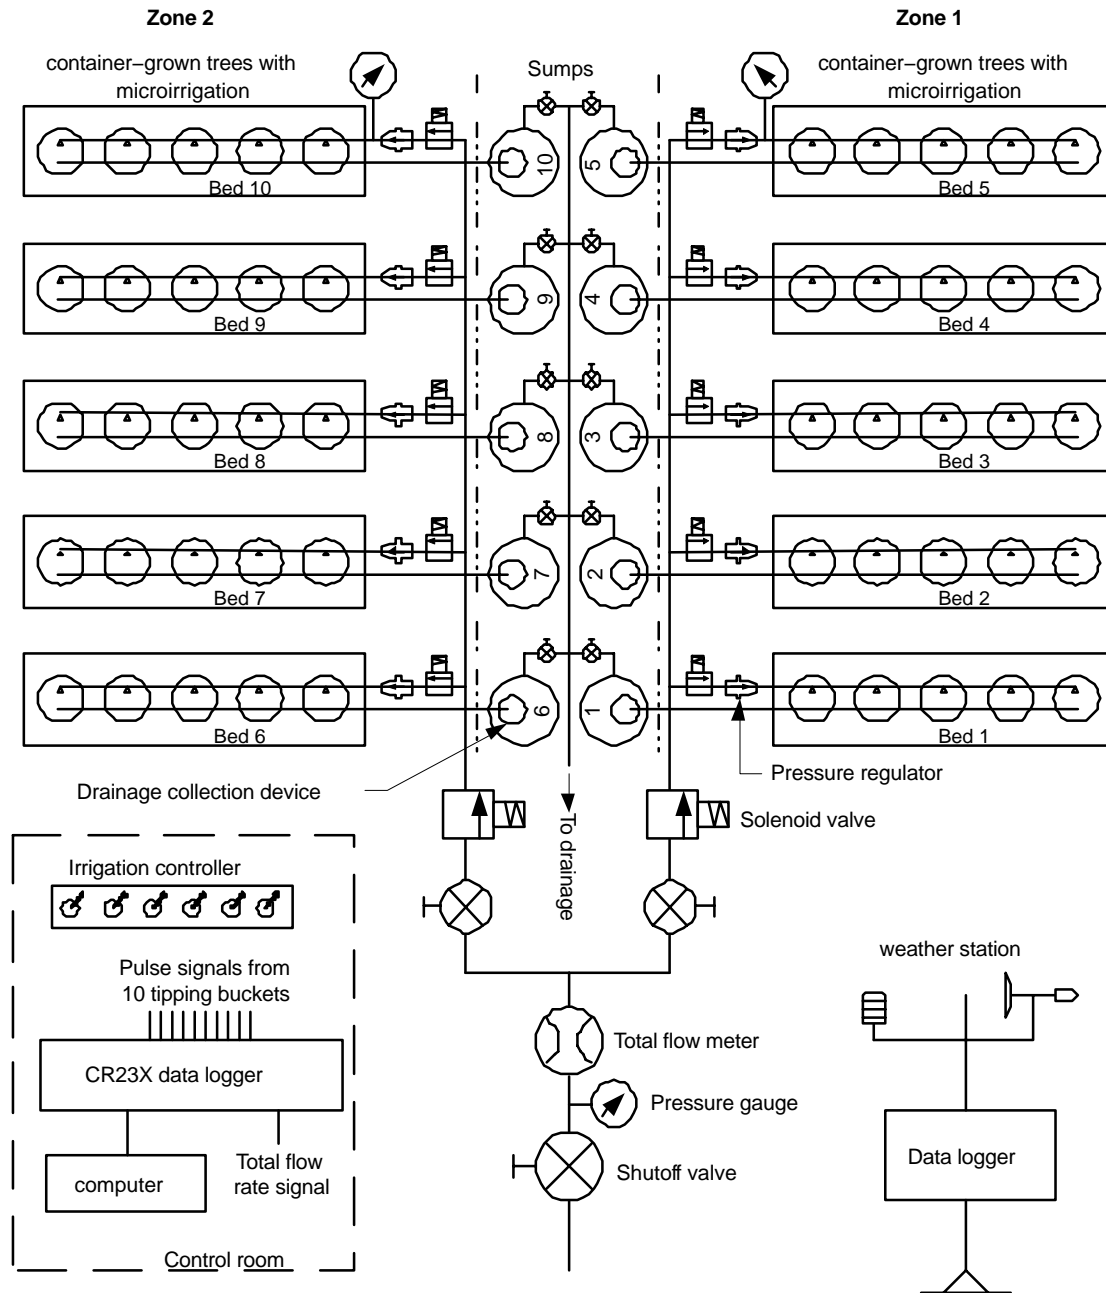 Zone 2
Zone 1
container–grown trees with
microirrigation
Sumps
container–grown trees with
microirrigation
10
5
Bed 10
Bed 5
9
4
Bed 9
Bed 4
8
3
Bed 8
Bed 3
7
2
Bed 7
Bed 2
6
1
Bed 6
Bed 1
Pressure regulator
Drainage collection device
Solenoid valve
To drainage
Irrigation controller
weather station
Pulse signals from
10 tipping buckets
Total flow meter
CR23X data logger
Pressure gauge
Total flow
rate signal
computer
Shutoff valve
Data logger
Control room